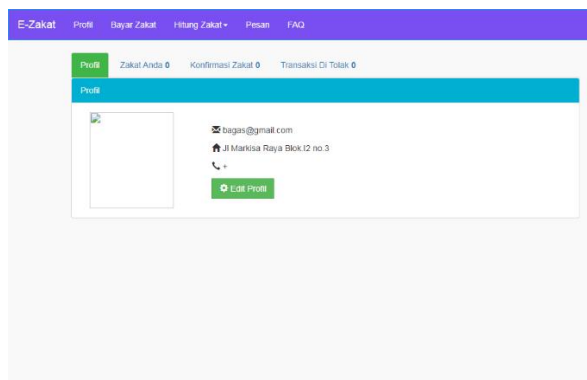 E-Zakat Profil Bayar Zakat Hitung Zakat Pesan FAQ
Profil Zakat Anda 0 Konfirmasi Zakat 0 Transaksi Di Tolak 0
Profil
bagas@gmail.com
Jl Markisa Raya Blok I2 no.3
+
Edit Profil